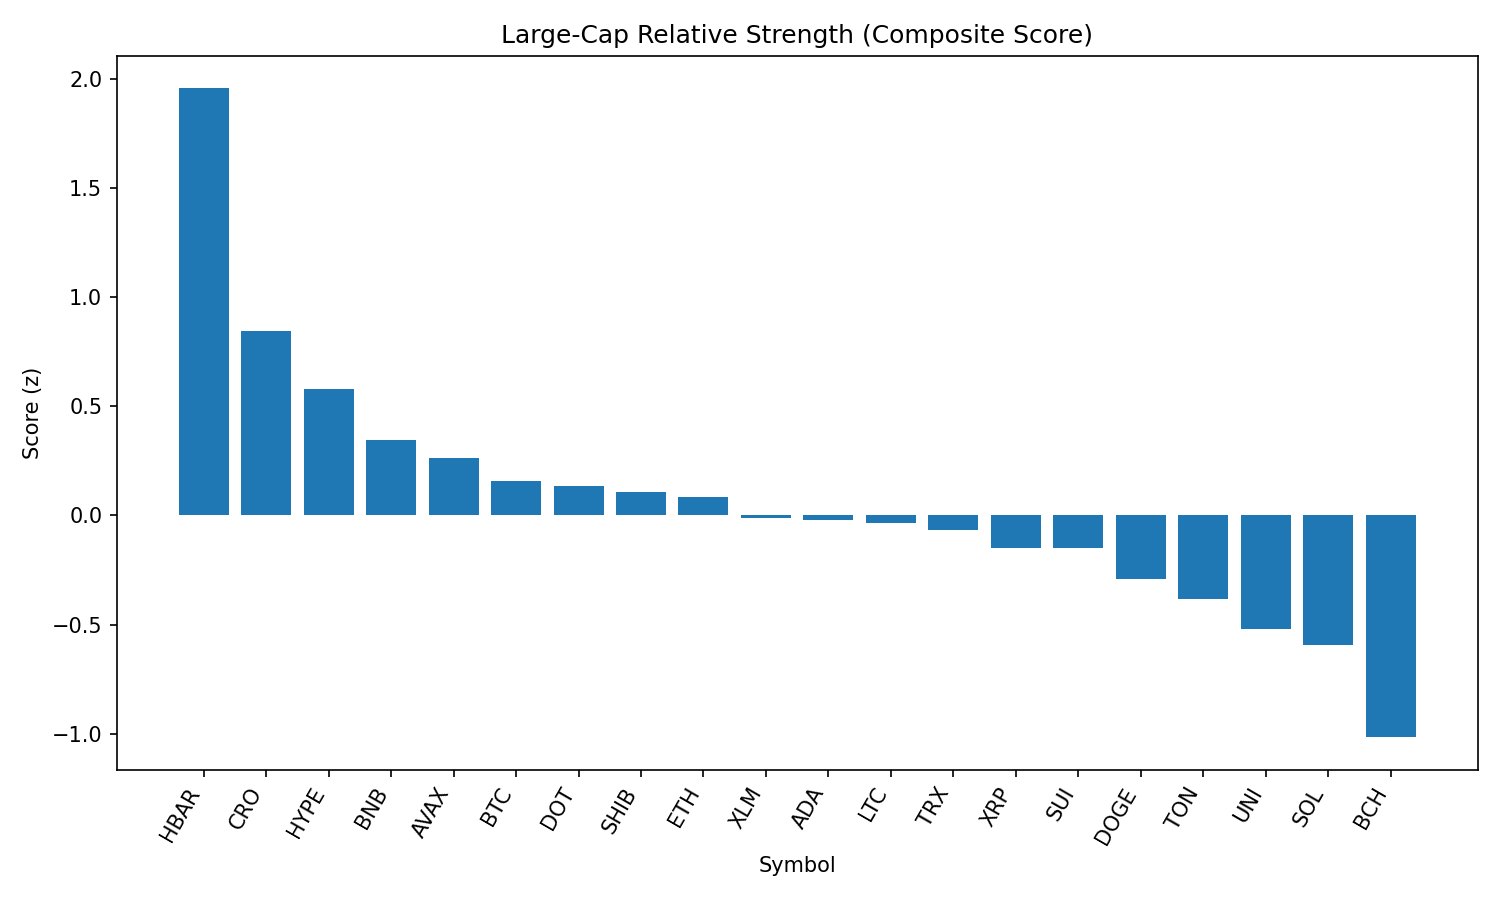 Large-Cap Relative Strength (Composite Score)
Score (z)
2.0
1.5
1.0
0.5
0.0
−0.5
−1.0
HBAR
CRO
HYPE
BNB
AVAX
BTC
DOT
SHIB
ETH
XLM
ADA
LTC
TRX
XRP
SUI
DOGE
TON
UNI
SOL
BCH
Symbol